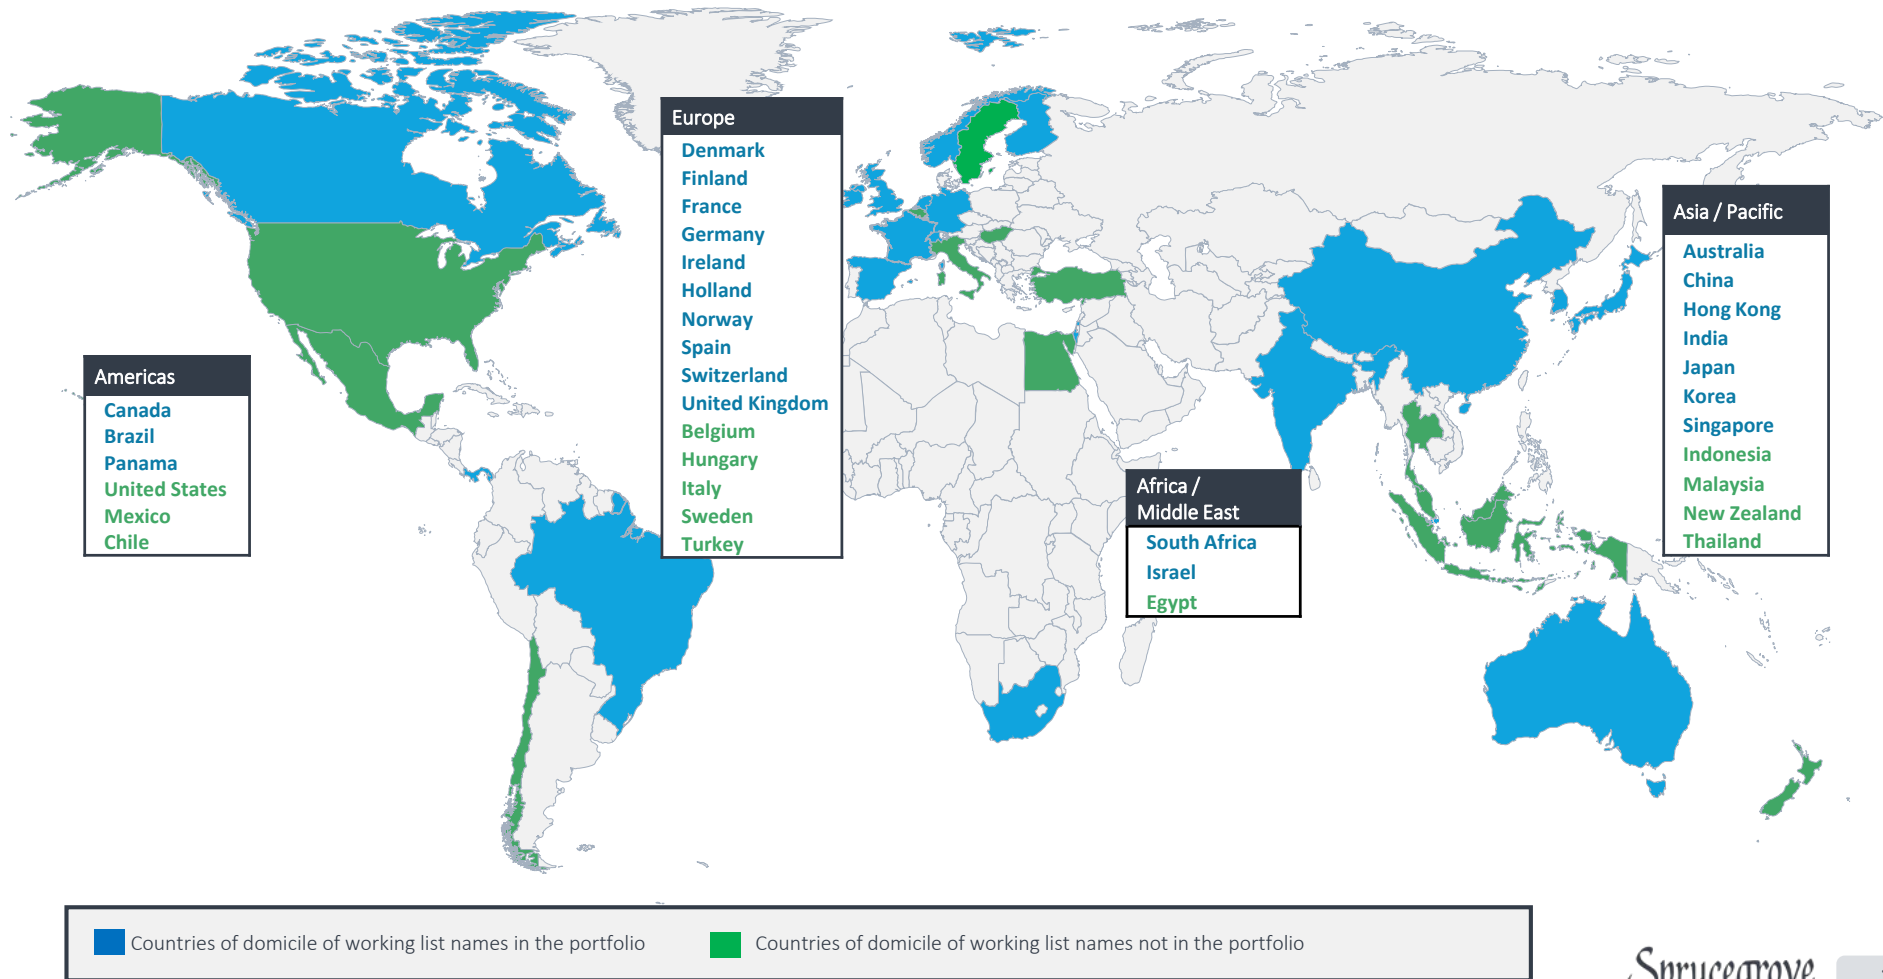 Europe
Denmark
Finland
France
Germany
Ireland
Holland
Norway
Spain
Switzerland
United Kingdom
Belgium
Hungary
Italy
Sweden
Turkey
Asia / Pacific
Australia
China
Hong Kong
India
Japan
Korea
Singapore
Indonesia
Malaysia
New Zealand
Thailand
Americas
Canada
Brazil
Panama
United States
Mexico
Chile
Africa /
Middle East
South Africa
Israel
Egypt
Countries of domicile of working list names in the portfolio
Countries of domicile of working list names not in the portfolio
Sprucegrove